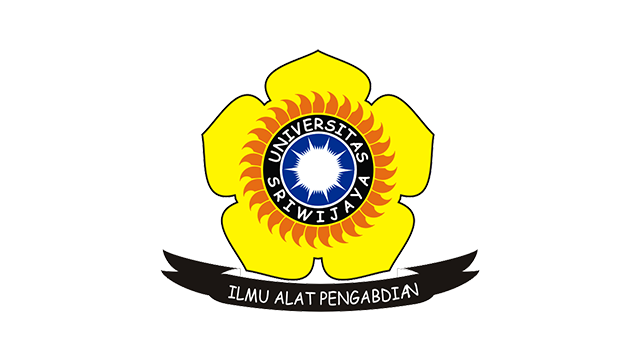 UNIVERSITAS
SRIWIJAYA
ILMU ALAT PENGABDIAN